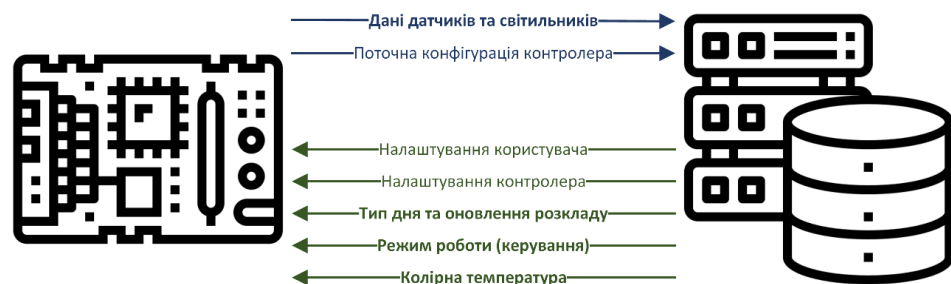 Дані датчиків та світильників
Поточна конфігурація контролера
Налаштування користувача
Налаштування контролера
Тип дня та оновлення розкладу
Режим роботи (керування)
Колірна температура